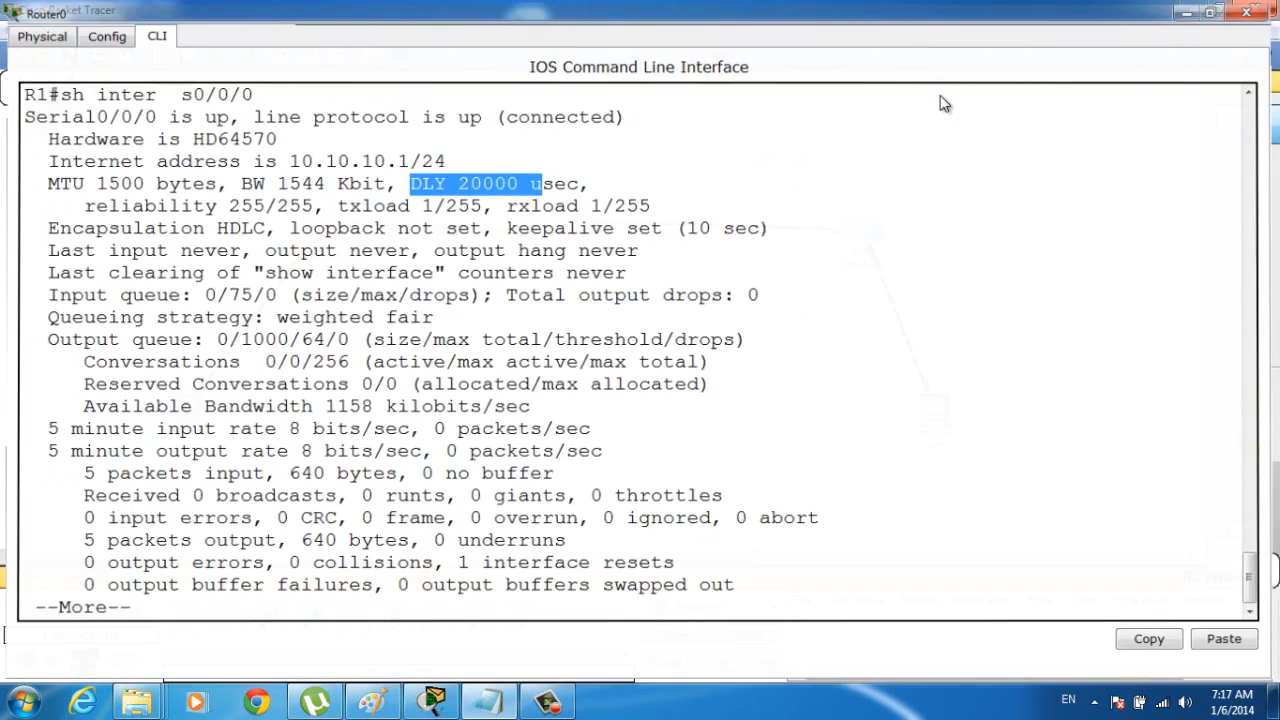 Router0
Packet Tracer
Physical
Config
CLI
IOS Command Line Interface
R1#sh inter  s0/0/0
Serial0/0/0 is up, line protocol is up (connected)
Hardware is HD64570
Internet address is 10.10.10.1/24
MTU 1500 bytes, BW 1544 Kbit, DLY 20000 usec,
reliability 255/255, txload 1/255, rxload 1/255
Encapsulation HDLC, loopback not set, keepalive set (10 sec)
Last input never, output never, output hang never
Last clearing of "show interface" counters never
Input queue: 0/75/0 (size/max/drops); Total output drops: 0
Queueing strategy: weighted fair
Output queue: 0/1000/64/0 (size/max total/threshold/drops)
Conversations  0/0/256 (active/max active/max total)
Reserved Conversations 0/0 (allocated/max allocated)
Available Bandwidth 1158 kilobits/sec
5 minute input rate 8 bits/sec, 0 packets/sec
5 minute output rate 8 bits/sec, 0 packets/sec
5 packets input, 640 bytes, 0 no buffer
Received 0 broadcasts, 0 runts, 0 giants, 0 throttles
0 input errors, 0 CRC, 0 frame, 0 overrun, 0 ignored, 0 abort
5 packets output, 640 bytes, 0 underruns
0 output errors, 0 collisions, 1 interface resets
0 output buffer failures, 0 output buffers swapped out
--More--
Copy
Paste
EN
7:17 AM
1/6/2014